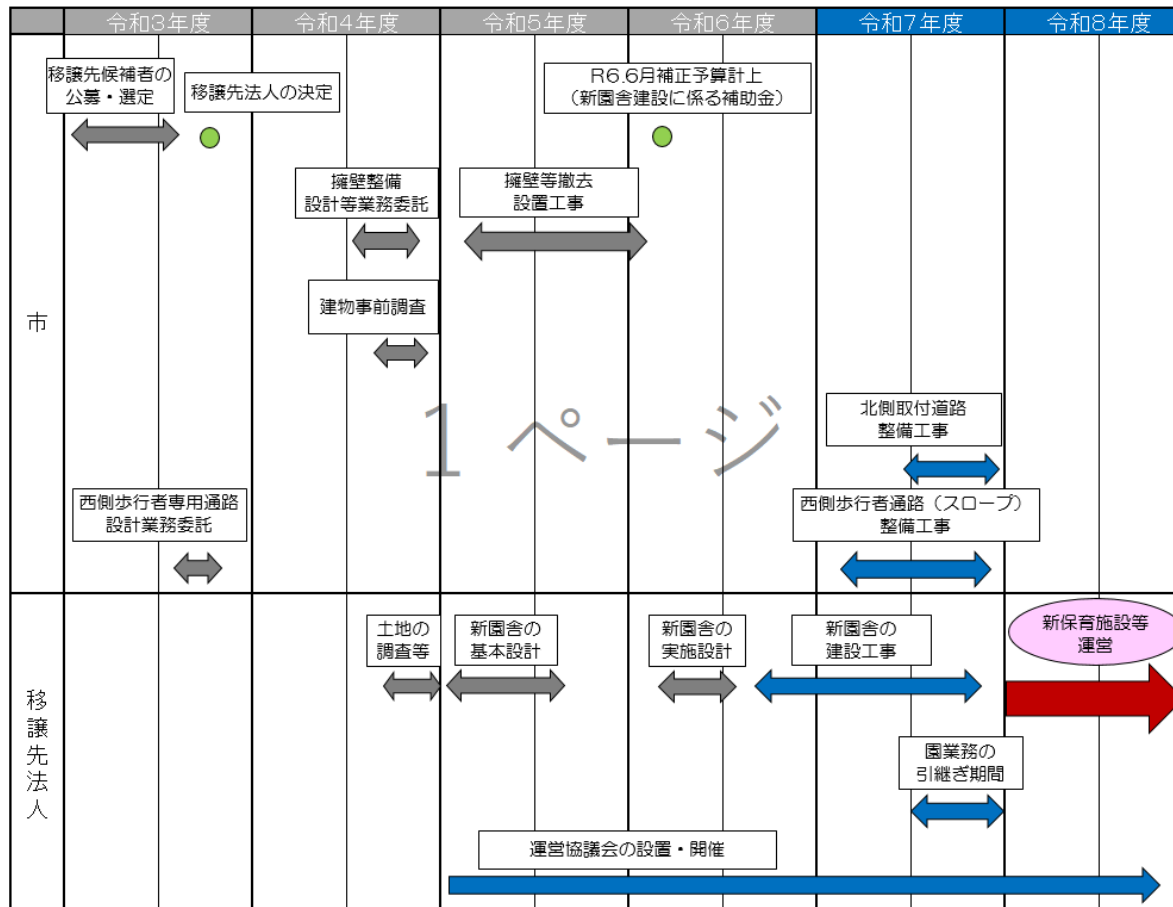 令和3年度
令和4年度
令和5年度
令和6年度
令和7年度
令和8年度
市
移譲先候補者の
公募・選定
移譲先法人の決定
R6.6月補正予算計上
(新園舎建設に係る補助金)
擁壁整備
設計等業務委託
擁壁等撤去
設置工事
建物事前調査
1 ページ
北側取付道路
整備工事
西側歩行者専用通路
設計業務委託
西側歩行者通路(スロープ)
整備工事
移譲先法人
土地の
調査等
新園舎の
基本設計
新園舎の
実施設計
新園舎の
建設工事
新保育施設等
運営
園業務の
引継ぎ期間
運営協議会の設置・開催